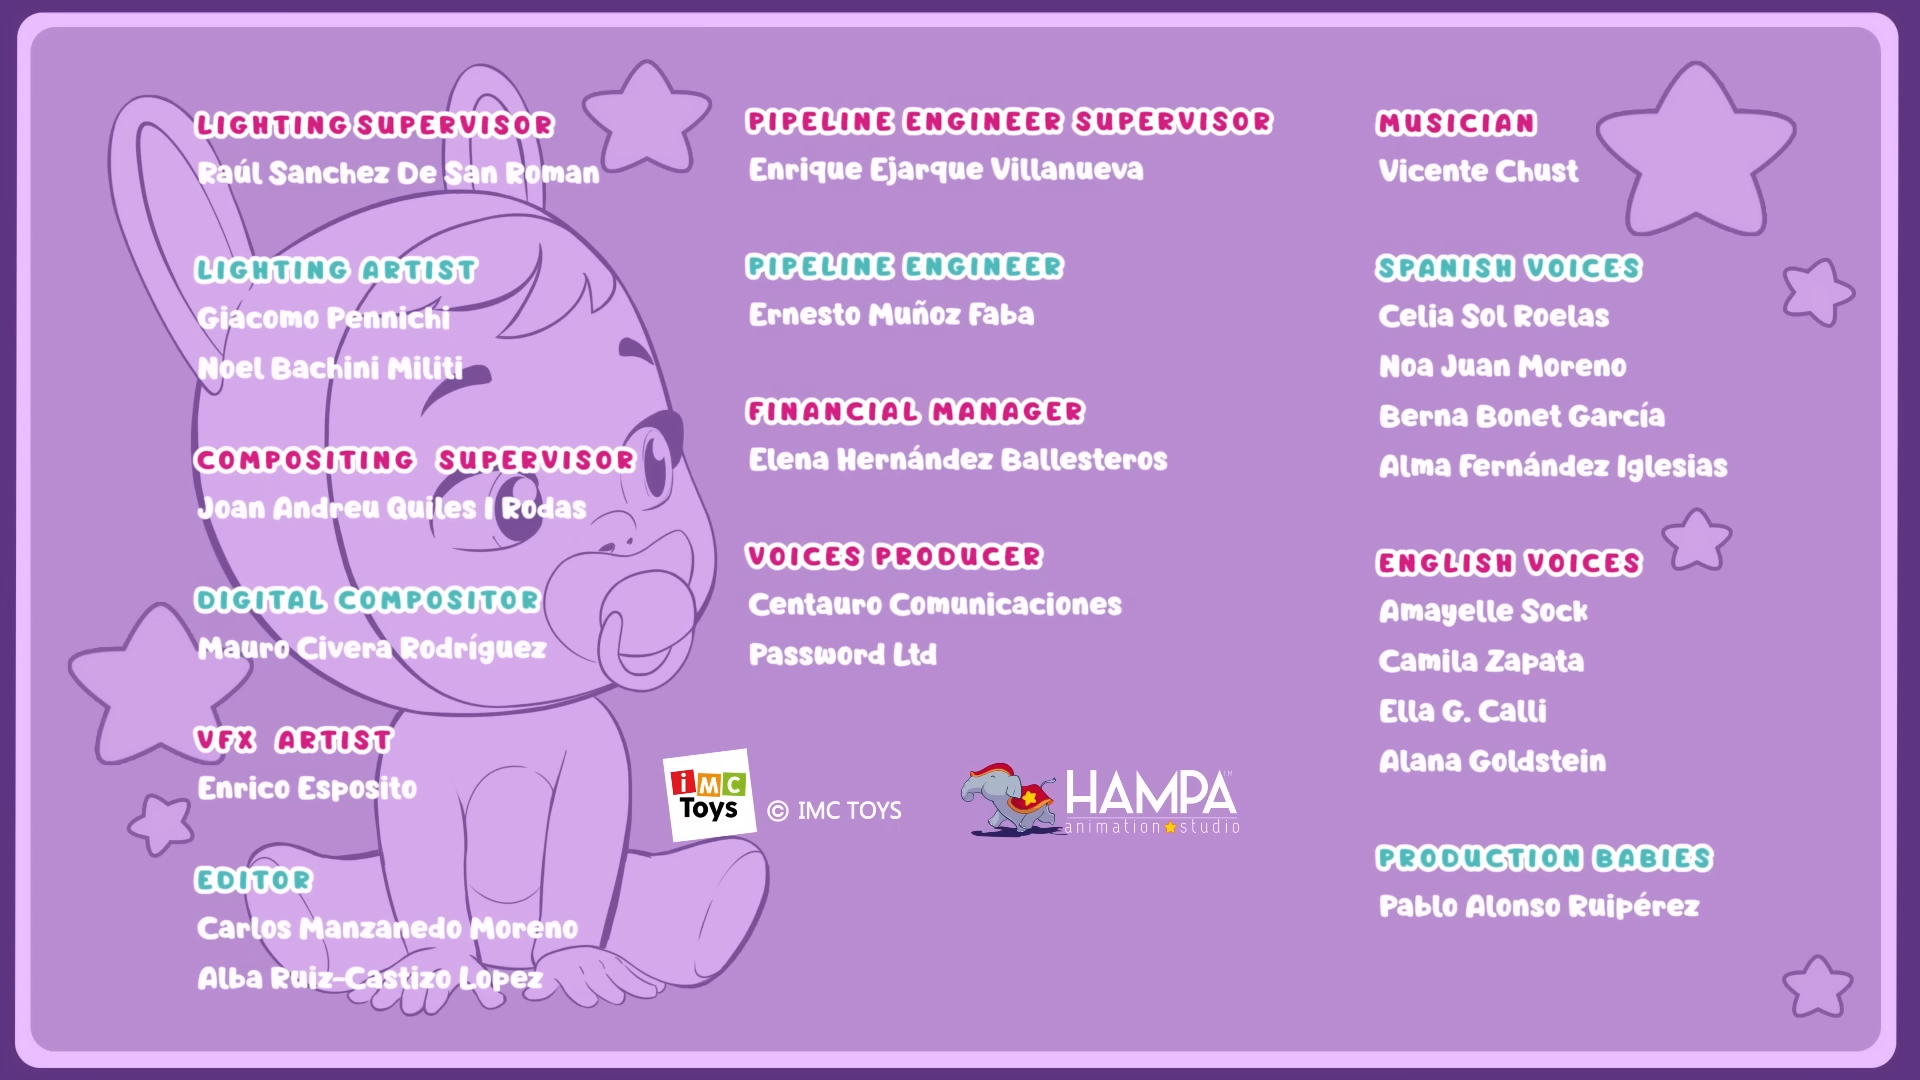 LIGHTING SUPERVISOR
Raúl Sanchez De San Roman
LIGHTING ARTIST
Giacomo Pennichi
Noel Bachini Militi
COMPOSITING SUPERVISOR
Joan Andreu Quiles I Rodas
DIGITAL COMPOSITOR
Mauro Civera Rodríguez
VFX ARTIST
Enrico Esposito
EDITOR
Carlos Manzanedo Moreno
Alba Ruiz-Castizo Lopez
PIPELINE ENGINEER SUPERVISOR
Enrique Ejarque Villanueva
PIPELINE ENGINEER
Ernesto Muñoz Faba
FINANCIAL MANAGER
Elena Hernández Ballesteros
VOICES PRODUCER
Centauro Comunicaciones
Password Ltd
iMC
Toys
© IMC TOYS
HAMPA™
animation studio
MUSICIAN
Vicente Chust
SPANISH VOICES
Celia Sol Roelas
Noa Juan Moreno
Berna Bonet García
Alma Fernández Iglesias
ENGLISH VOICES
Amayelle Sock
Camila Zapata
Ella G. Calli
Alana Goldstein
PRODUCTION BABIES
Pablo Alonso Ruipérez